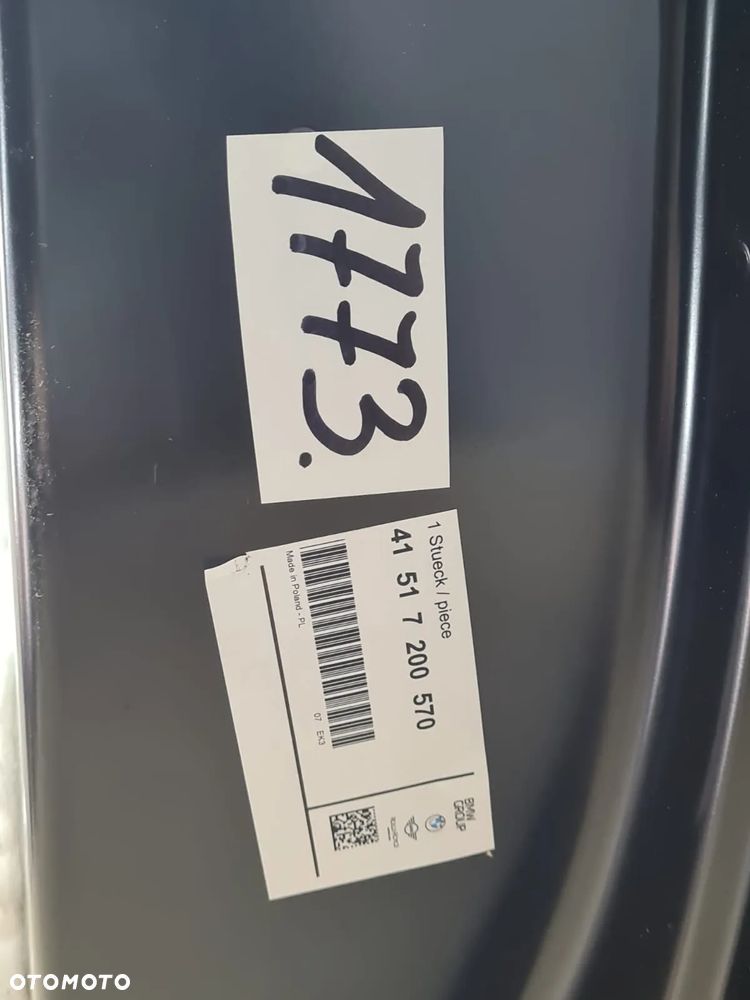 1773.
1 Stueck / piece
41 51 7 200 570
Made in Poland - PL
07 EK3
BMW
GROUP
OTOMOTO